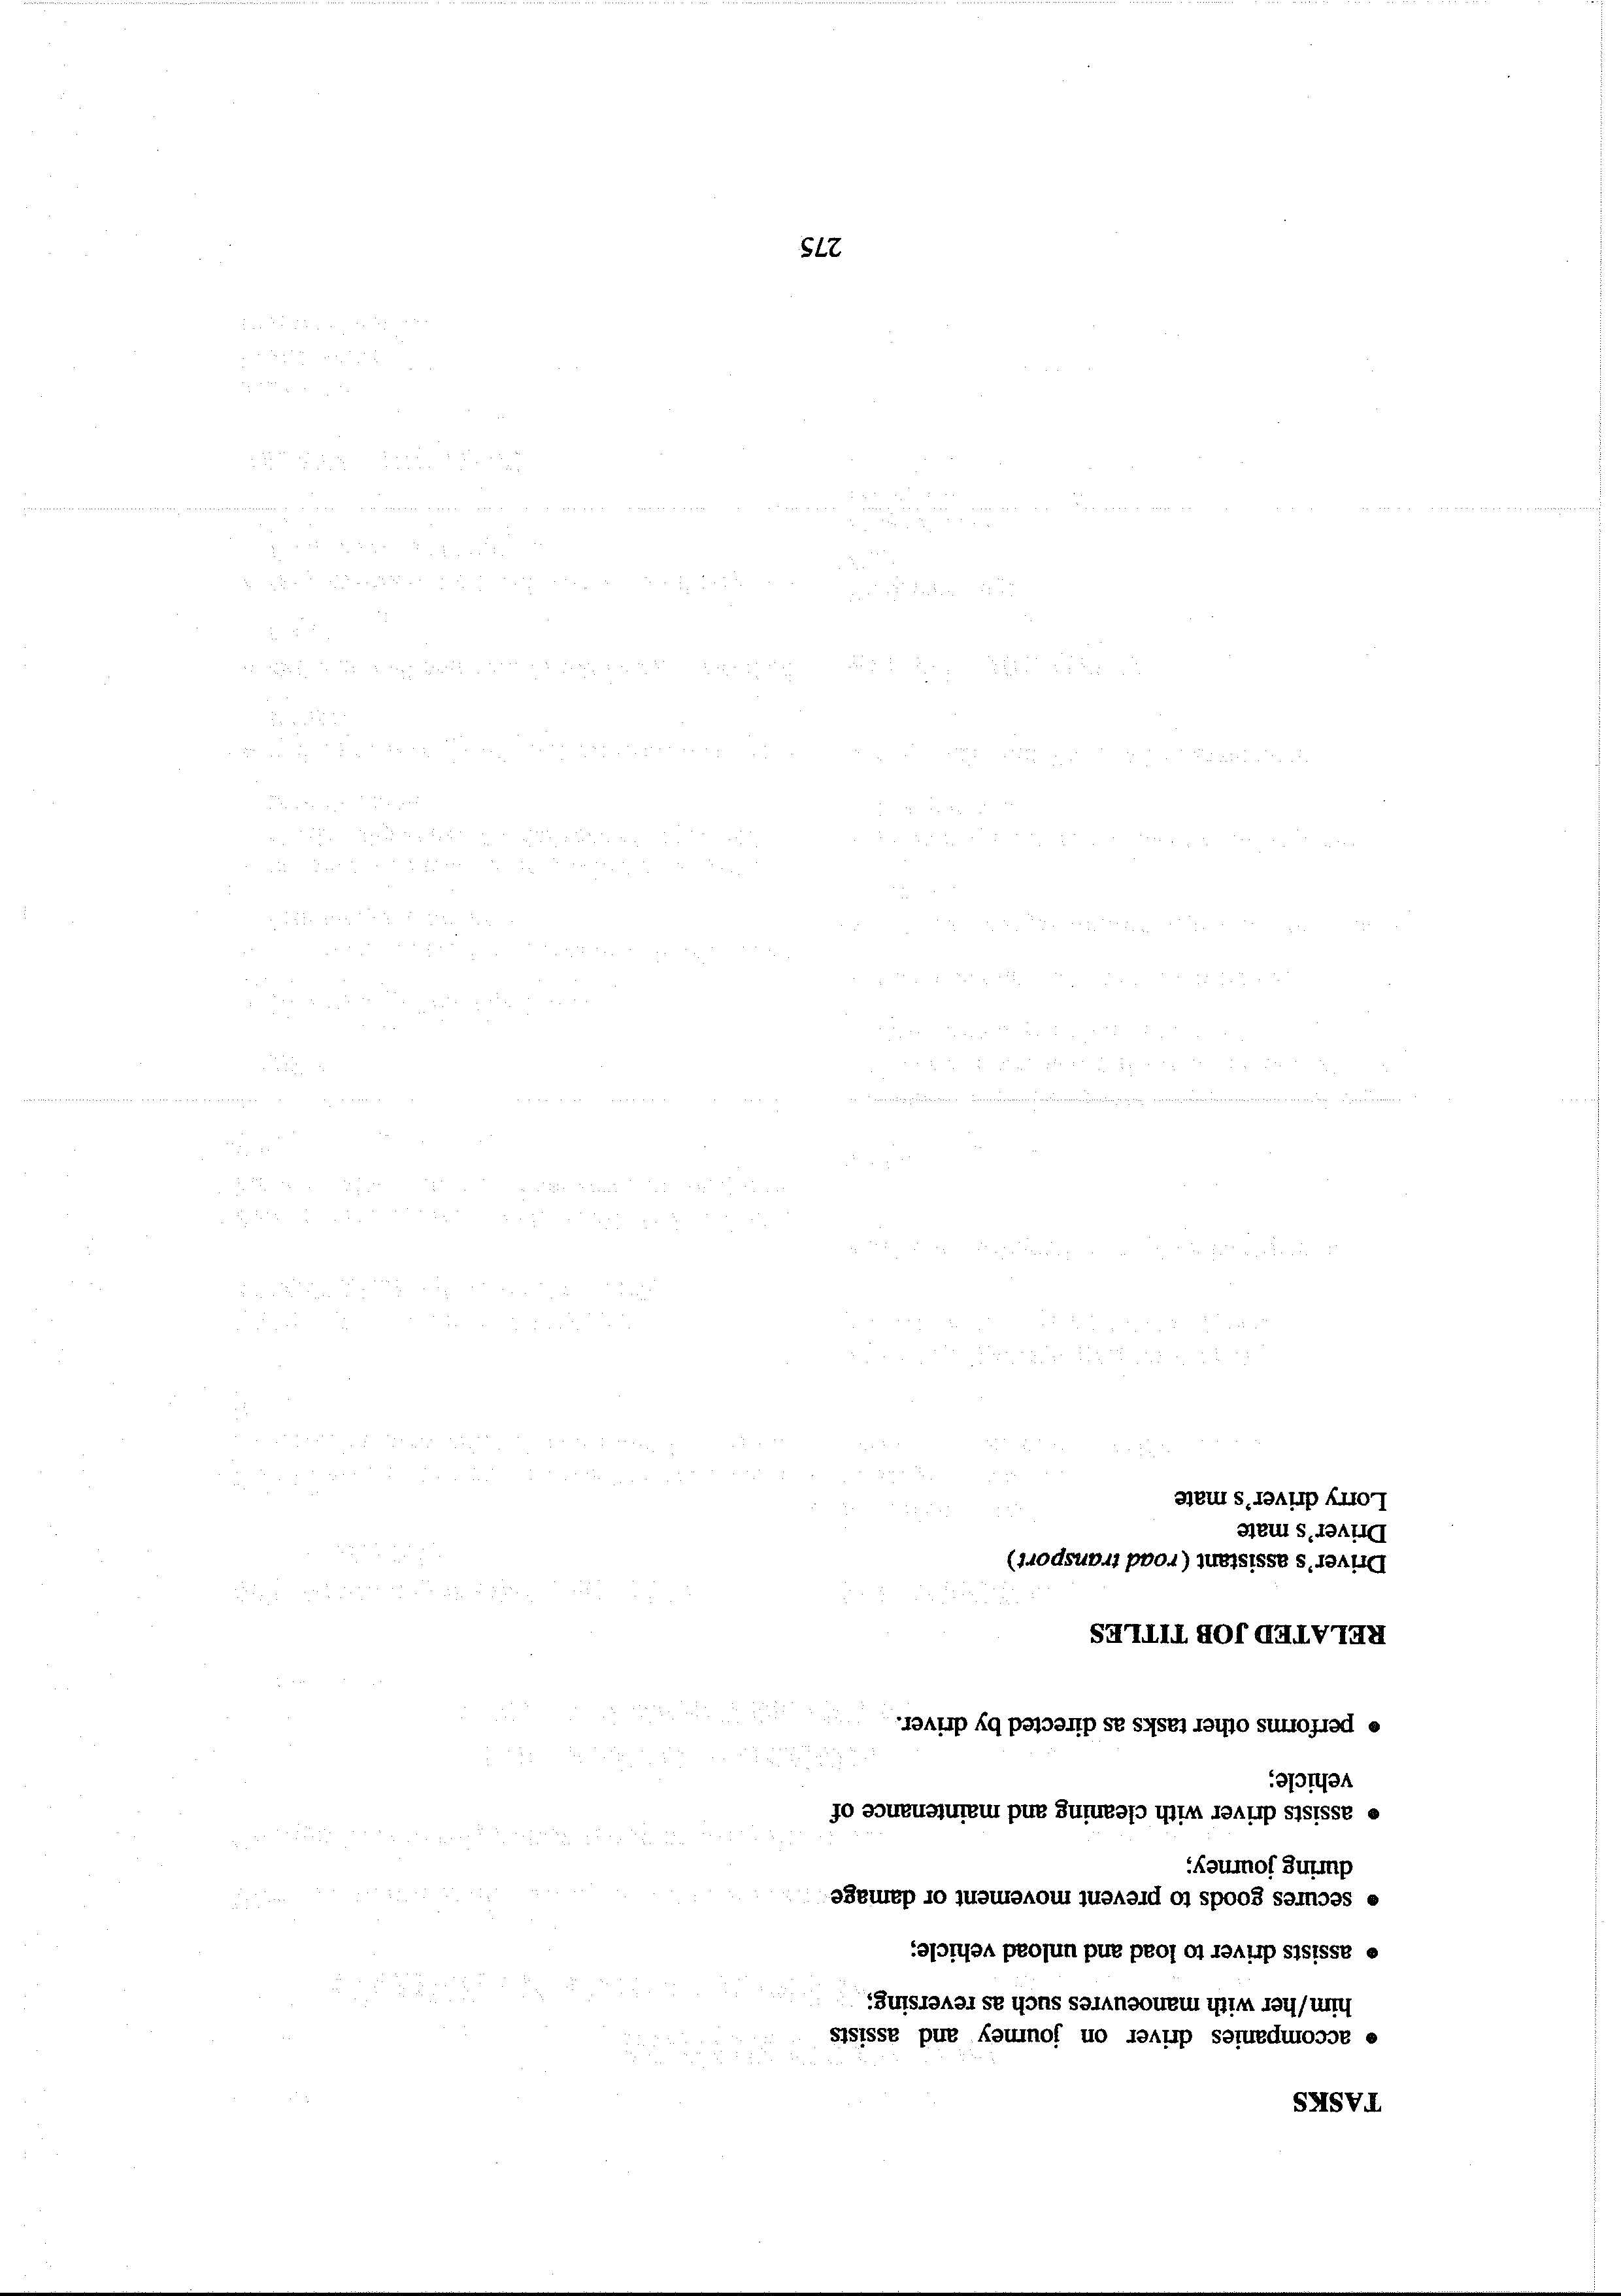 TASKS
• accompanies driver on journey and assists
him/her with manoeuvres such as reversing;
• assists driver to load and unload vehicle;
• secures goods to prevent movement or damage
during journey;
• assists driver with cleaning and maintenance of
vehicle;
• performs other tasks as directed by driver.
RELATED JOB TITLES
Driver's assistant (road transport)
Driver's mate
Lorry driver's mate
275